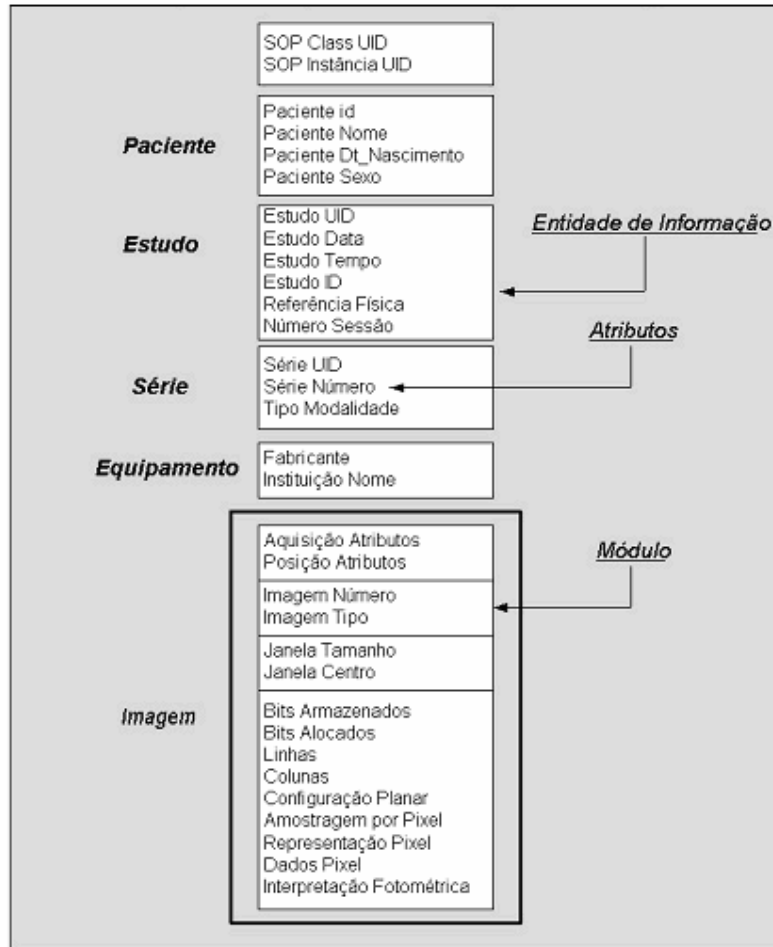 SOP Class UID
SOP Instância UID
Paciente
Paciente id
Paciente Nome
Paciente Dt_Nascimento
Paciente Sexo
Estudo
Estudo UID
Estudo Data
Estudo Tempo
Estudo ID
Referência Física
Número Sessão
Entidade de Informação
Atributos
Série
Série UID
Série Número
Tipo Modalidade
Equipamento
Fabricante
Instituição Nome
Imagem
Aquisição Atributos
Posição Atributos
Imagem Número
Imagem Tipo
Módulo
Janela Tamanho
Janela Centro
Bits Armazenados
Bits Alocados
Linhas
Colunas
Configuração Planar
Amostragem por Pixel
Representação Pixel
Dados Pixel
Interpretação Fotométrica